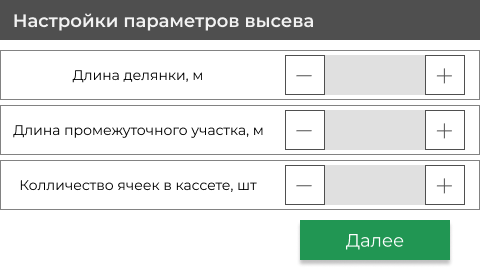 Настройки параметров высева
Длина делянки, м
Длина промежуточного участка, м
Колличество ячеек в кассете, шт
Далее